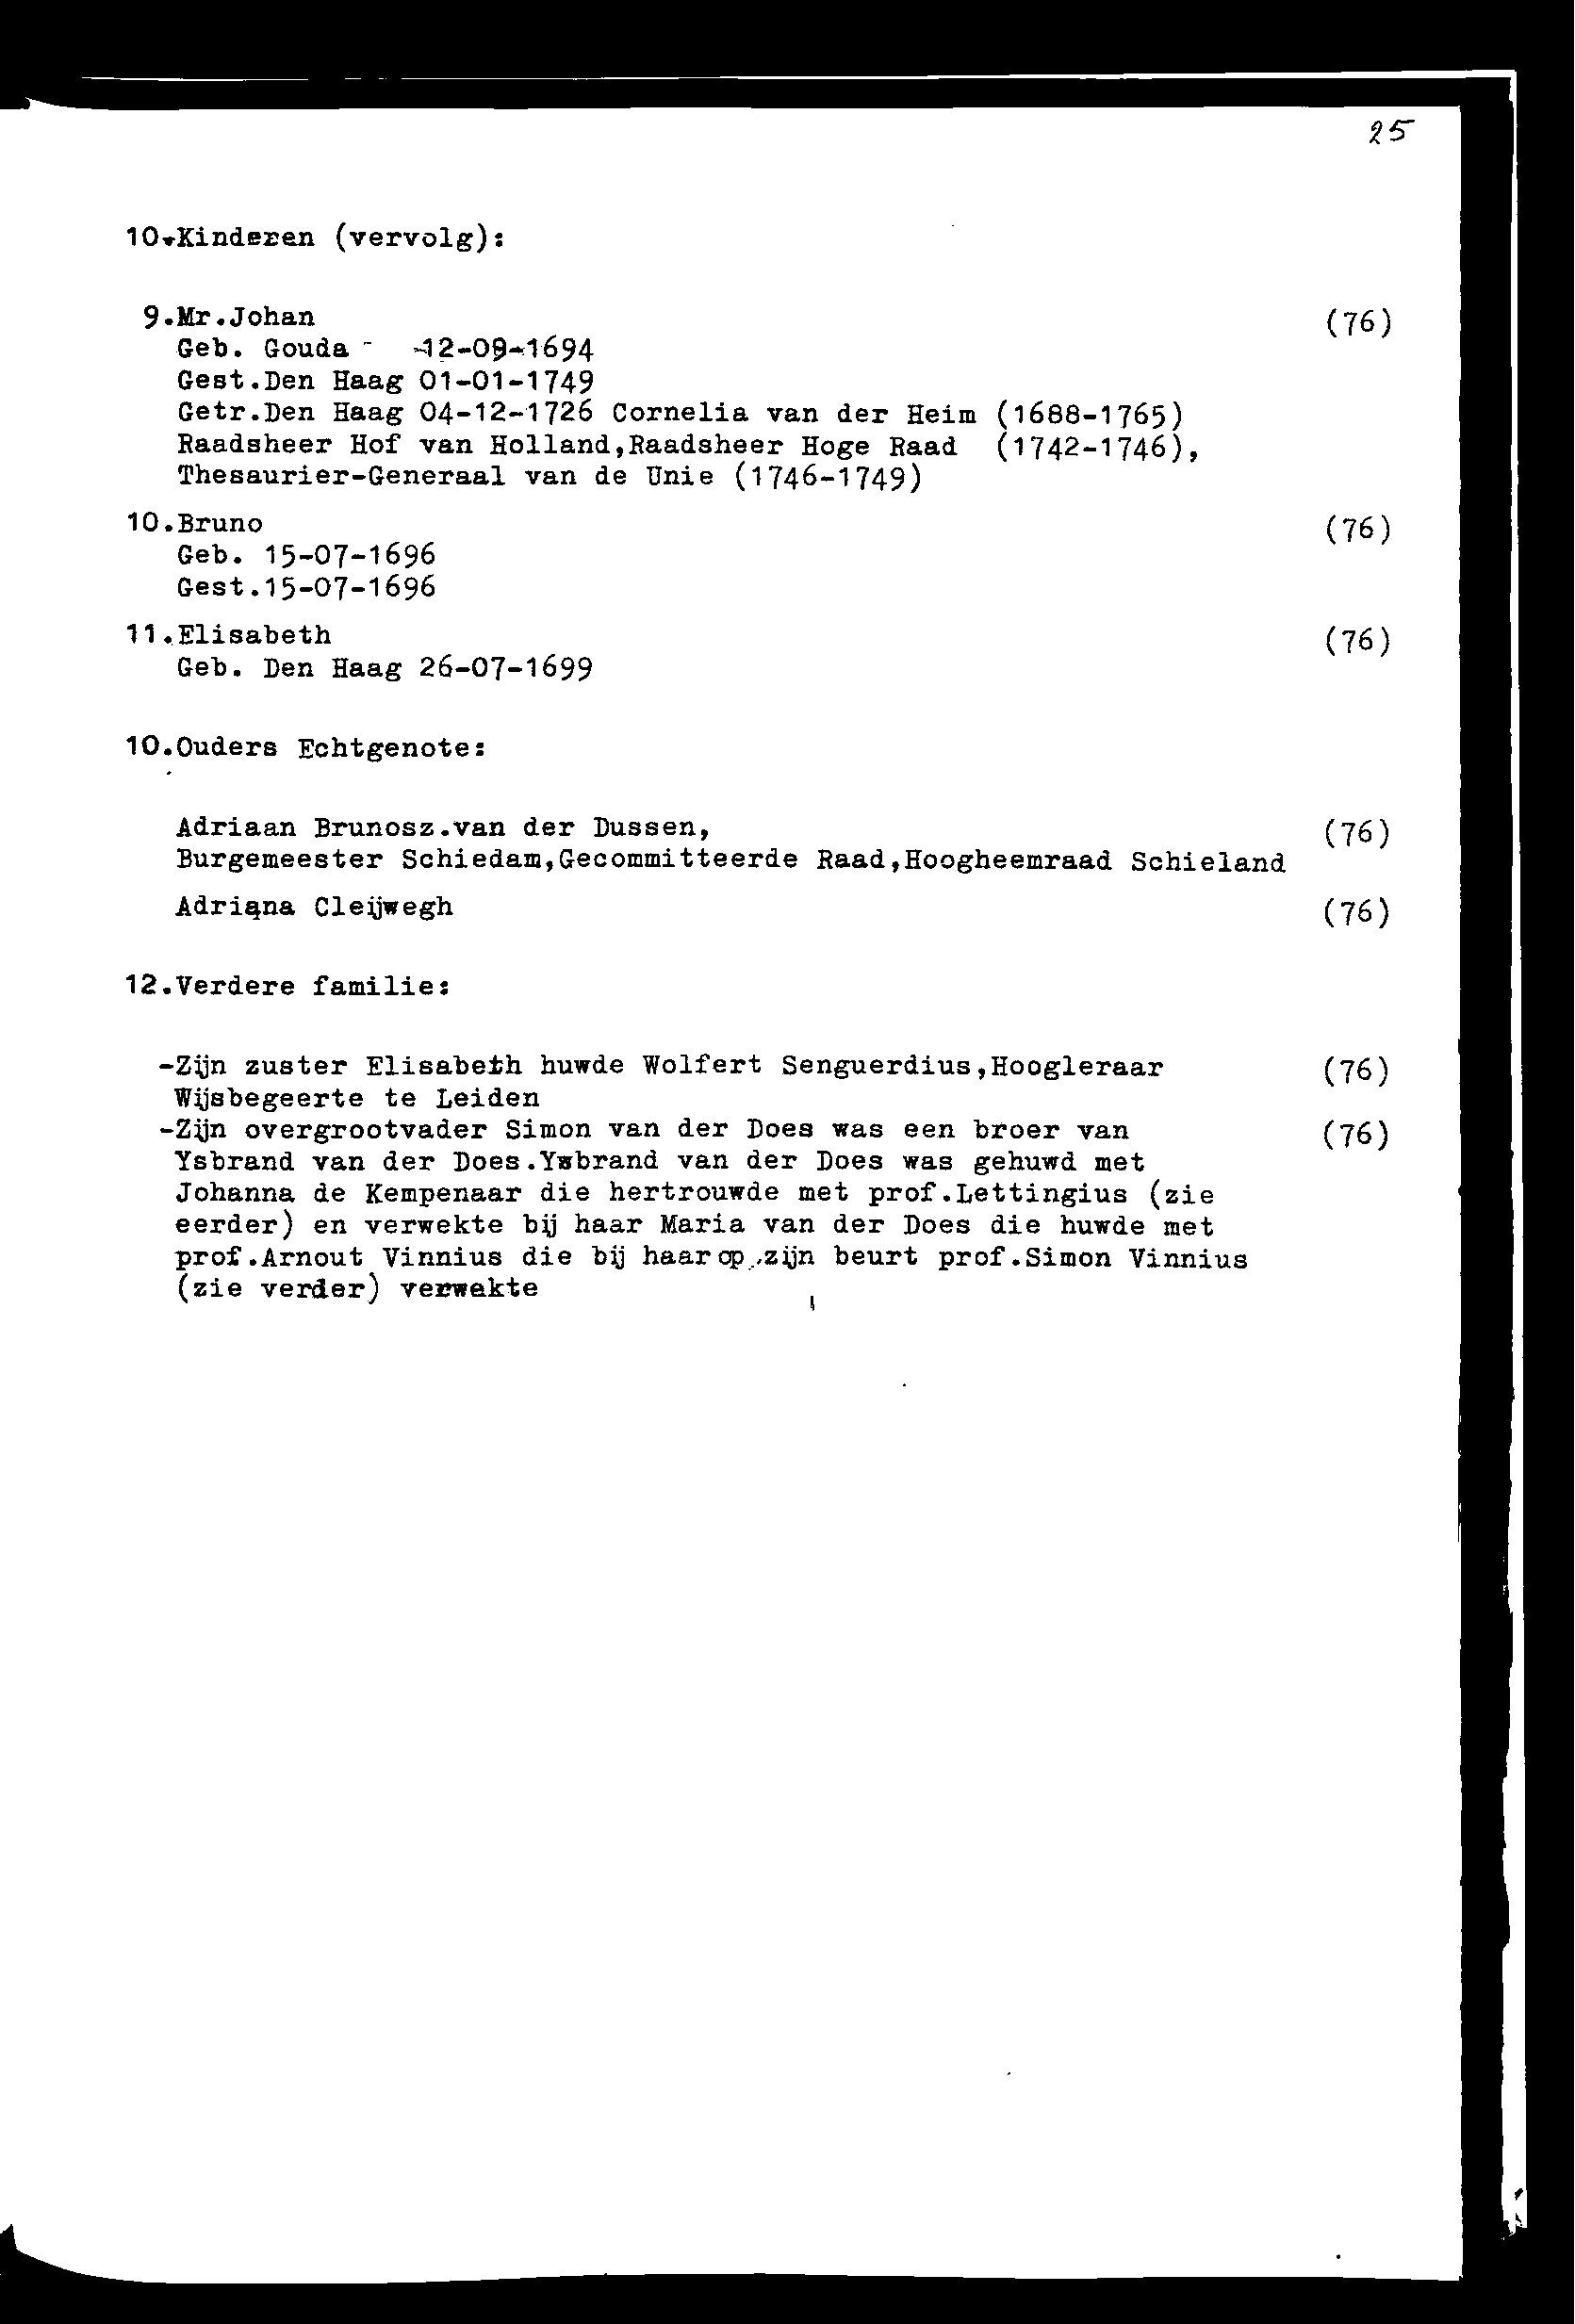 25
10.Kinderen (vervolg):
9.Mr.Johan (76)
Geb. Gouda - 12-09-1694
Gest.Den Haag 01-01-1749
Getr.Den Haag 04-12-1726 Cornelia van der Heim (1688-1765)
Raadsheer Hof van Holland,Raadsheer Hoge Raad (1742-1746),
Thesaurier-Generaal van de Unie (1746-1749)
10.Bruno (76)
Geb. 15-07-1696
Gest.15-07-1696
11.Elisabeth (76)
Geb. Den Haag 26-07-1699
10.Ouders Echtgenote:
Adriaan Brunosz.van der Dussen, (76)
Burgemeester Schiedam,Gecommitteerde Raad,Hoogheemraad Schieland
Adriana Cleijwegh (76)
12.Verdere familie:
-Zijn zuster Elisabeth huwde Wolfert Senguerdius,Hoogleraar (76)
Wijsbegeerte te Leiden
-Zijn overgrootvader Simon van der Does was een broer van (76)
Ysbrand van der Does.Ysbrand van der Does was gehuwd met
Johanna de Kempenaar die hertrouwde met prof.Lettingius (zie
eerder) en verwekte bij haar Maria van der Does die huwde met
prof.Arnout Vinnius die bij haar op zijn beurt prof.Simon Vinnius
(zie verder) verwekte